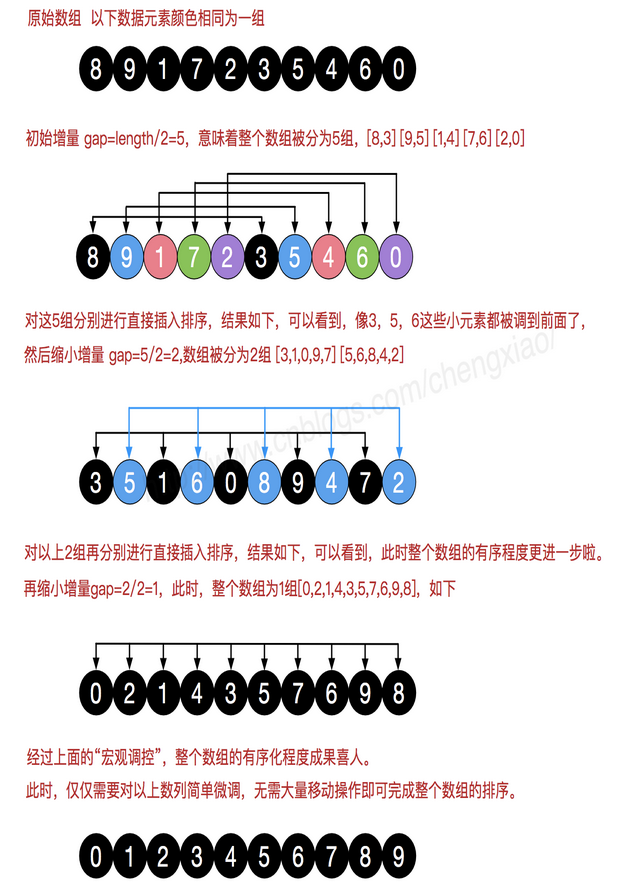 原始数组 以下数据元素颜色相同为一组
8 9 1 7 2 3 5 4 6 0
初始增量 gap=length/2=5，意味着整个数组被分为5组，[8,3][9,5][1,4][7,6][2,0]
8 9 1 7 2 3 5 4 6 0
对这5组分别进行直接插入排序，结果如下，可以看到，像3，5，6这些小元素都被调到前面了，
然后缩小增量 gap=5/2=2,数组被分为2组 [3,1,0,9,7][5,6,8,4,2]
www.cnblogs.com/chengxiao/
3 5 1 6 0 8 9 4 7 2
对以上2组再分别进行直接插入排序，结果如下，可以看到，此时整个数组的有序程度更进一步啦。
再缩小增量gap=2/2=1，此时，整个数组为1组[0,2,1,4,3,5,7,6,9,8]，如下
0 2 1 4 3 5 7 6 9 8
经过上面的“宏观调控”，整个数组的有序化程度成果喜人。
此时，仅仅需要对以上数列简单微调，无需大量移动操作即可完成整个数组的排序。
0 1 2 3 4 5 6 7 8 9